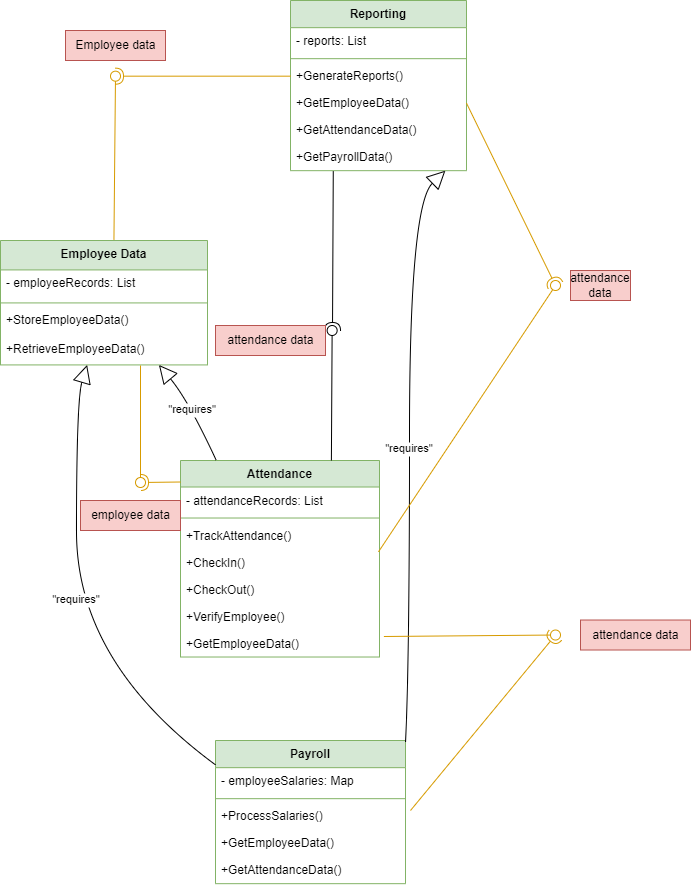 Reporting
- reports: List
+GenerateReports()
+GetEmployeeData()
+GetAttendanceData()
+GetPayrollData()
Employee data
Employee Data
- employeeRecords: List
+StoreEmployeeData()
+RetrieveEmployeeData()
attendance
data
attendance data
"requires"
"requires"
Attendance
- attendanceRecords: List
+TrackAttendance()
+CheckIn()
+CheckOut()
+VerifyEmployee()
+GetEmployeeData()
employee data
"requires"
attendance data
Payroll
- employeeSalaries: Map
+ProcessSalaries()
+GetEmployeeData()
+GetAttendanceData()